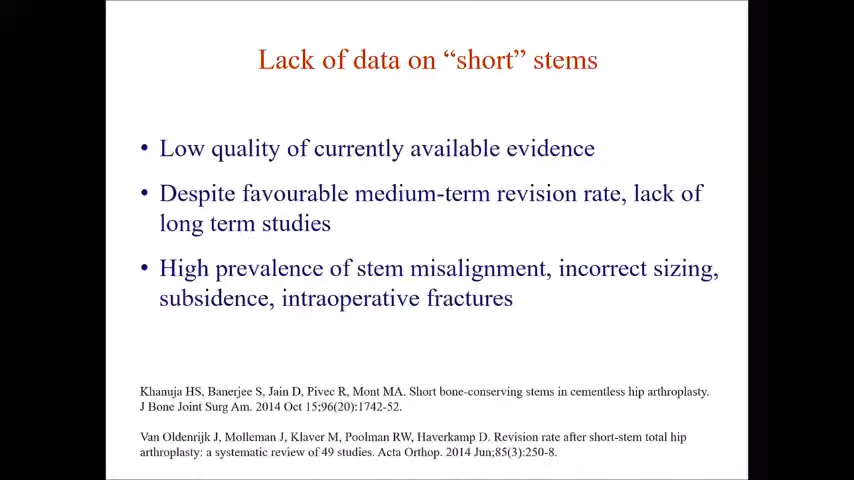 Lack of data on “short” stems
• Low quality of currently available evidence
• Despite favourable medium-term revision rate, lack of
long term studies
• High prevalence of stem misalignment, incorrect sizing,
subsidence, intraoperative fractures
Khanuja HS, Banerjee S, Jain D, Pivec R, Mont MA. Short bone-conserving stems in cementless hip arthroplasty.
J Bone Joint Surg Am. 2014 Oct 15;96(20):1742-52.
Van Oldenrijk J, Molleman J, Klaver M, Poolman RW, Haverkamp D. Revision rate after short-stem total hip
arthroplasty: a systematic review of 49 studies. Acta Orthop. 2014 Jun;85(3):250-8.